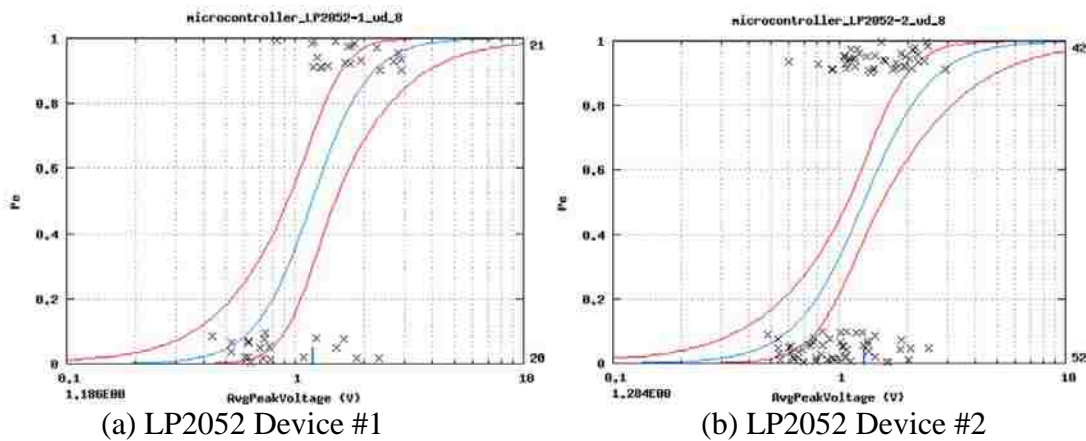 microcontroller_LP2052-1_ud_8
1
0.8
0.6
0.4
0.2
0
Pe
21
20
0.1
1
10
1.186E00
AvgPeakVoltage (V)
(a) LP2052 Device #1
microcontroller_LP2052-2_ud_8
1
0.8
0.6
0.4
0.2
0
Pe
42
52
0.1
1
10
1.284E00
AvgPeakVoltage (V)
(b) LP2052 Device #2